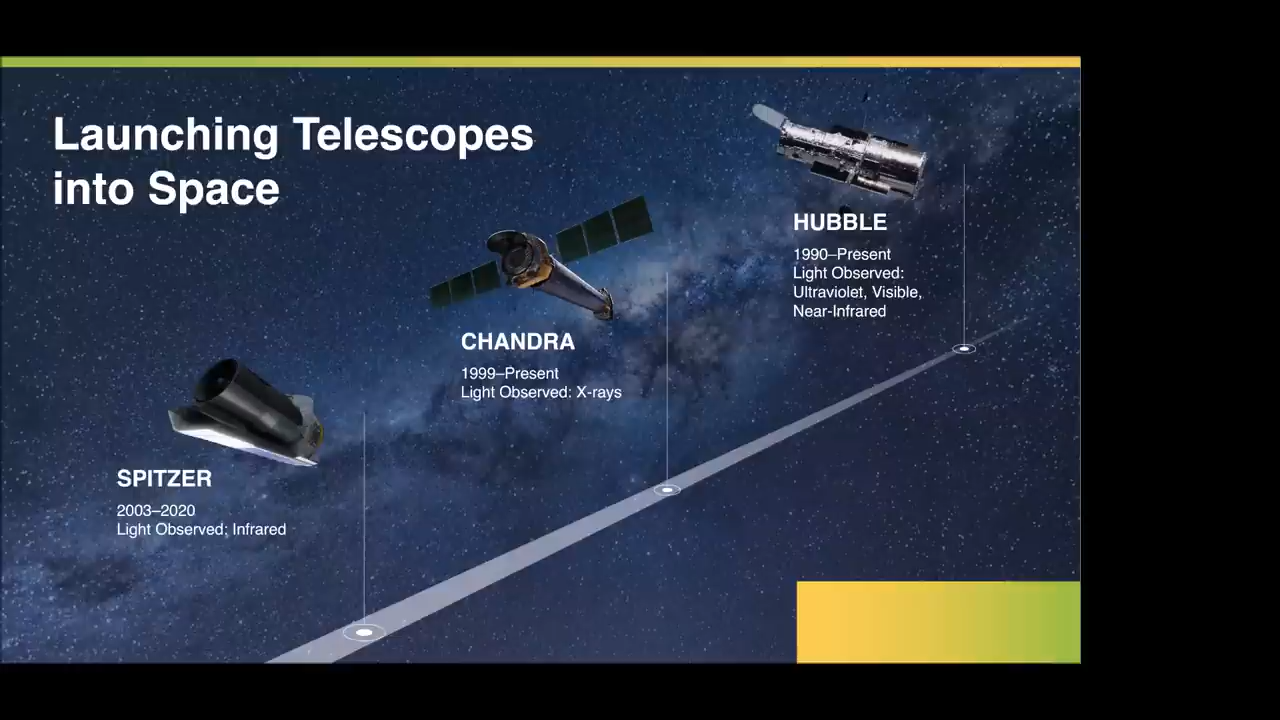 Launching Telescopes
into Space
HUBBLE
1990–Present
Light Observed:
Ultraviolet, Visible,
Near-Infrared
CHANDRA
1999–Present
Light Observed: X-rays
SPITZER
2003–2020
Light Observed: Infrared